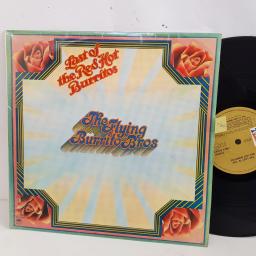 Last of
the Red Hot
Burritos
The Flying
Burrito Bros